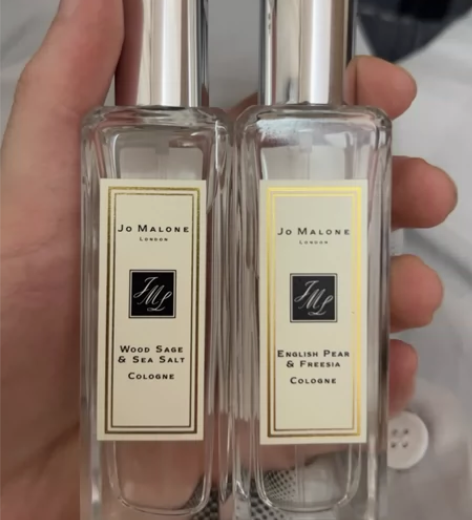 Jo Malone
London
JML
Wood Sage
& Sea Salt
Cologne
Jo Malone
London
JML
English Pear
& Freesia
Cologne